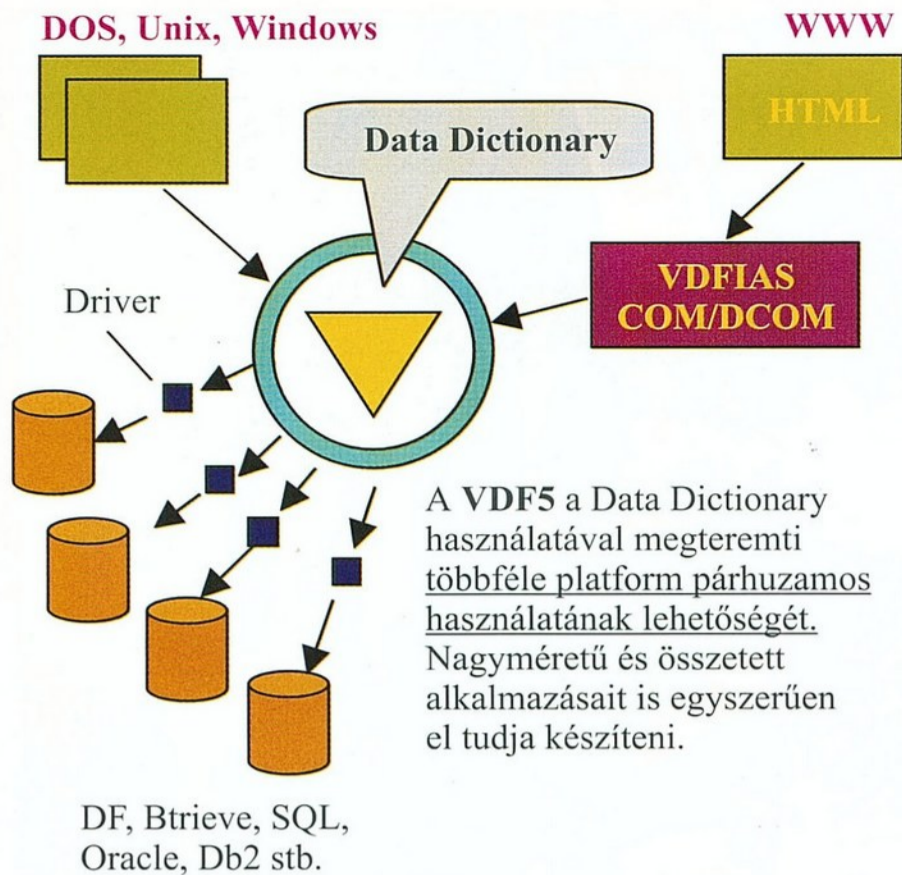 DOS, Unix, Windows
WWW
HTML
Data Dictionary
VDFIAS
COM/DCOM
Driver
A VDF5 a Data Dictionary
használatával megteremti
többféle platform párhuzamos
használatának lehetőségét.
Nagyméretű és összetett
alkalmazásait is egyszerűen
el tudja készíteni.
DF, Btrieve, SQL,
Oracle, Db2 stb.